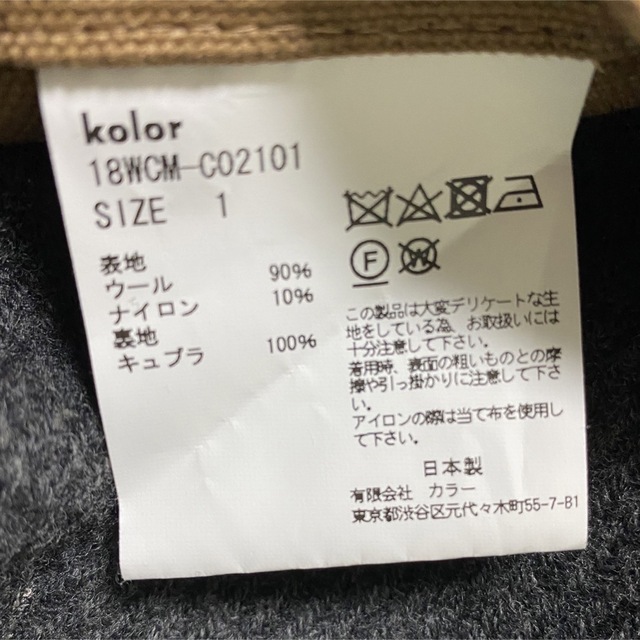 kolor
18WCM-C02101
SIZE 1
表地
ウール 90%
ナイロン 10%
裏地
キュプラ 100%
F
W
この製品は大変デリケートな生
地をしている為、お取扱いには
十分注意して下さい。
着用時、表面の粗いものとの摩
擦や引っ掛かりに注意して下さ
い。
アイロンの際は当て布を使用し
て下さい。
日本製
有限会社 カラー
東京都渋谷区元代々木町55-7-B1